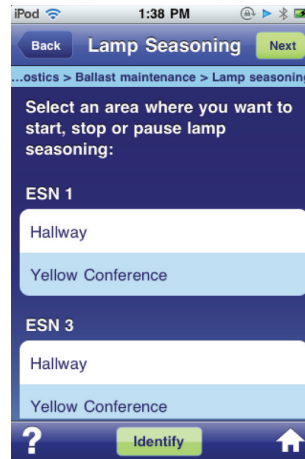 iPod 1:38 PM
Back Lamp Seasoning Next
...ostics > Ballast maintenance > Lamp seasoning
Select an area where you want to
start, stop or pause lamp
seasoning:
ESN 1
Hallway
Yellow Conference
ESN 3
Hallway
Yellow Conference
? Identify